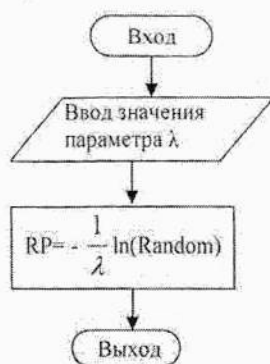 Вход
Ввод значения
параметра λ
RP= - 1/λ ln(Random)
Выход